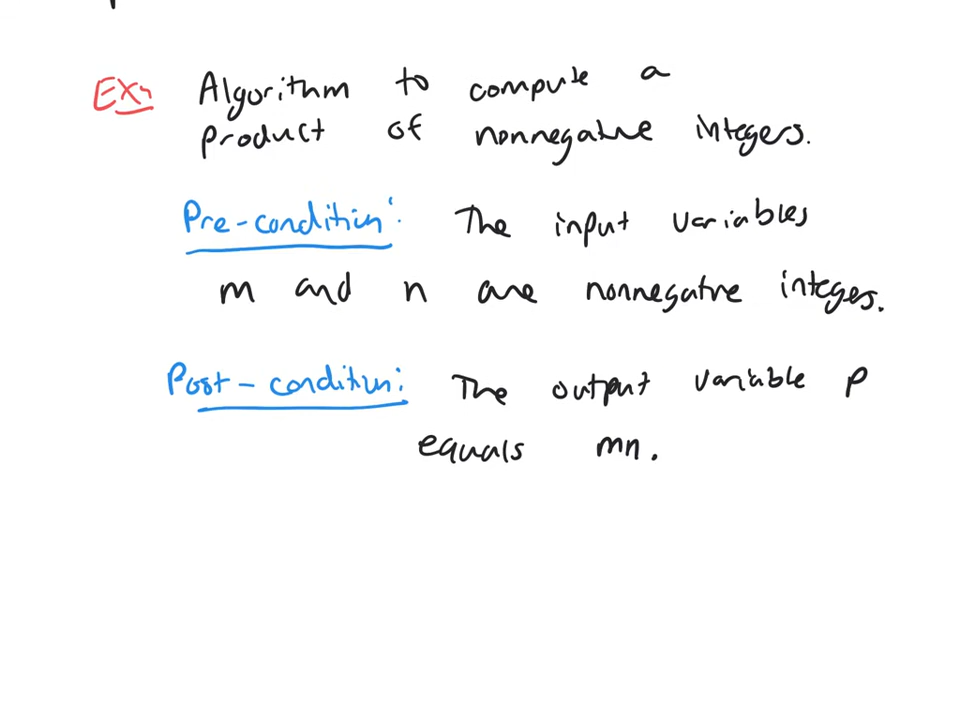 Ex: Algorithm to compute a
product of nonnegative integers.
Pre-condition: The input variables
m and n are nonnegative integers.
Post-condition: The output variable p
equals mn.